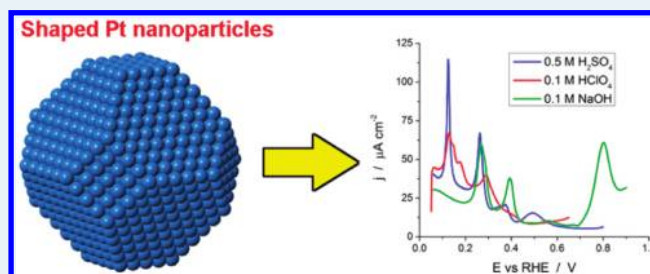 Shaped Pt nanoparticles
125
100
75
50
25
0
j / μA cm⁻²
0.5 M H₂SO₄
0.1 M HClO₄
0.1 M NaOH
0.0 0.2 0.4 0.6 0.8
E vs RHE / V